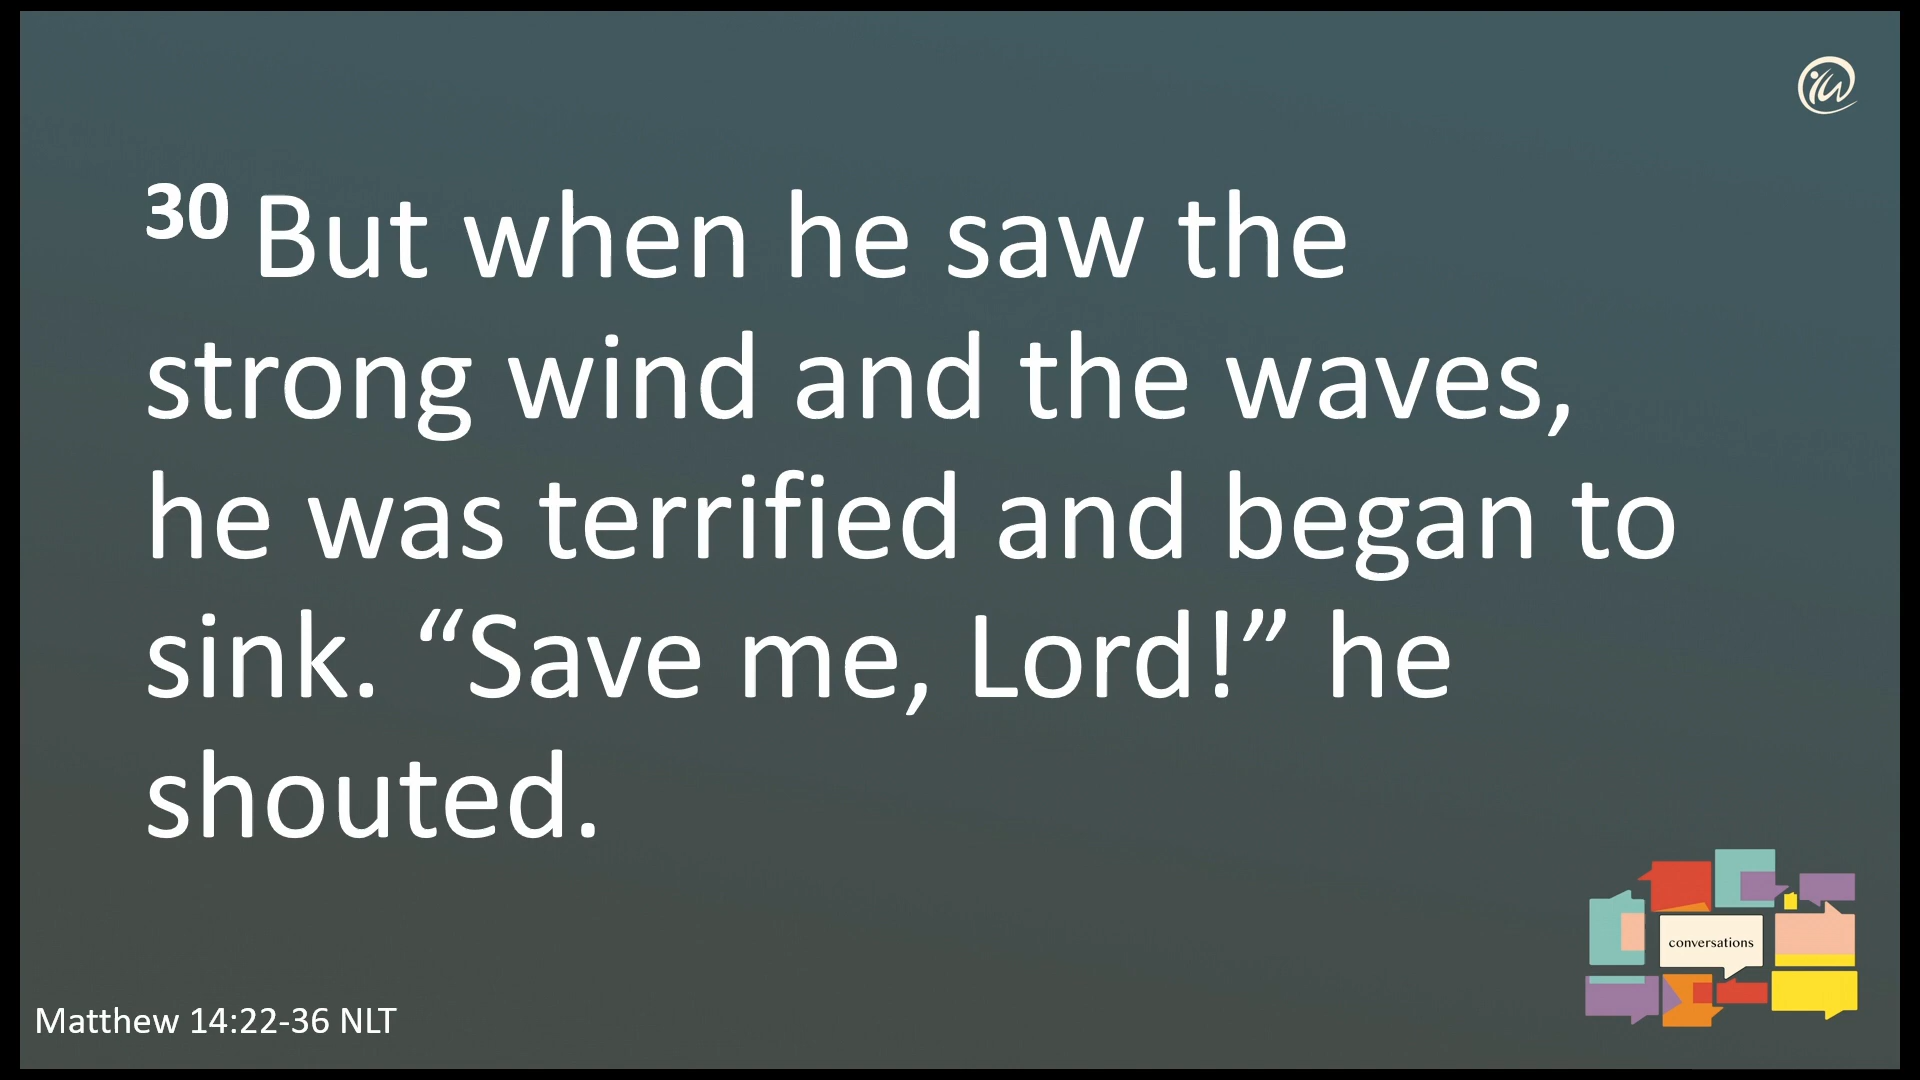 30 But when he saw the
strong wind and the waves,
he was terrified and began to
sink. “Save me, Lord!” he
shouted.
conversations
Matthew 14:22-36 NLT